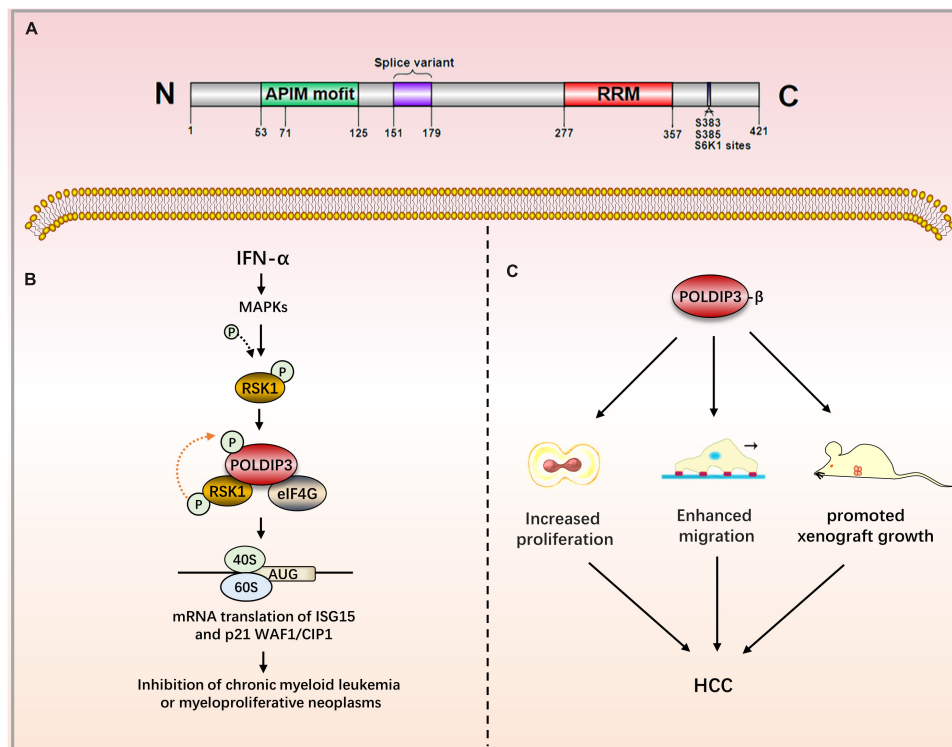 A
Splice variant
N
APIM mofit
RRM
C
1
53
71
125
151
179
277
357
S383
S385
S6K1 sites
421
B
IFN-α
MAPKs
P
P
RSK1
P
POLDIP3
RSK1
eIF4G
P
40S
AUG
60S
mRNA translation of ISG15
and p21 WAF1/CIP1
Inhibition of chronic myeloid leukemia
or myeloproliferative neoplasms
C
POLDIP3-β
Increased
proliferation
Enhanced
migration
promoted
xenograft growth
HCC